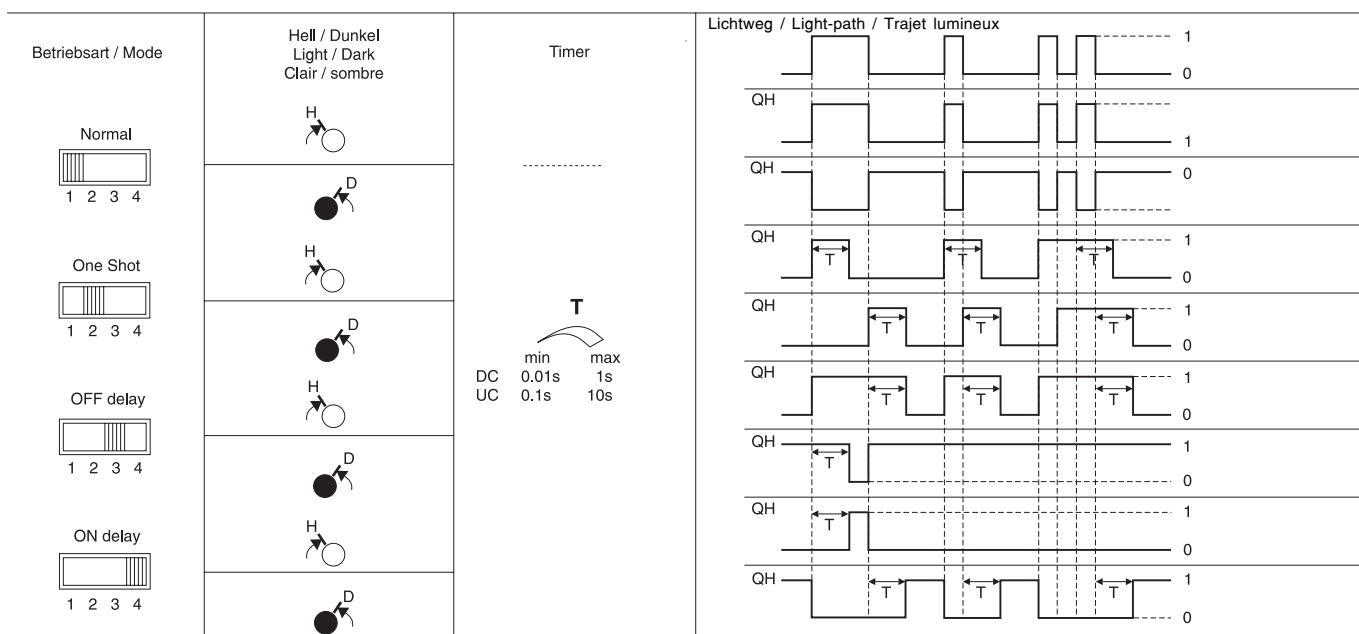 Betriebsart / Mode
Hell / Dunkel
Light / Dark
Clair / sombre
Timer
Lichtweg / Light-path / Trajet lumineux
1
0
Normal
1 2 3 4
H
D
QH
1
QH
0
One Shot
1 2 3 4
H
D
QH
T
T
T
1
0
QH
T
T
T
1
0
T
min max
DC 0.01s 1s
UC 0.1s 10s
OFF delay
1 2 3 4
H
D
QH
T
T
T
1
0
QH
T
1
0
ON delay
1 2 3 4
H
D
QH
T
1
0
QH
T
T
T
1
0